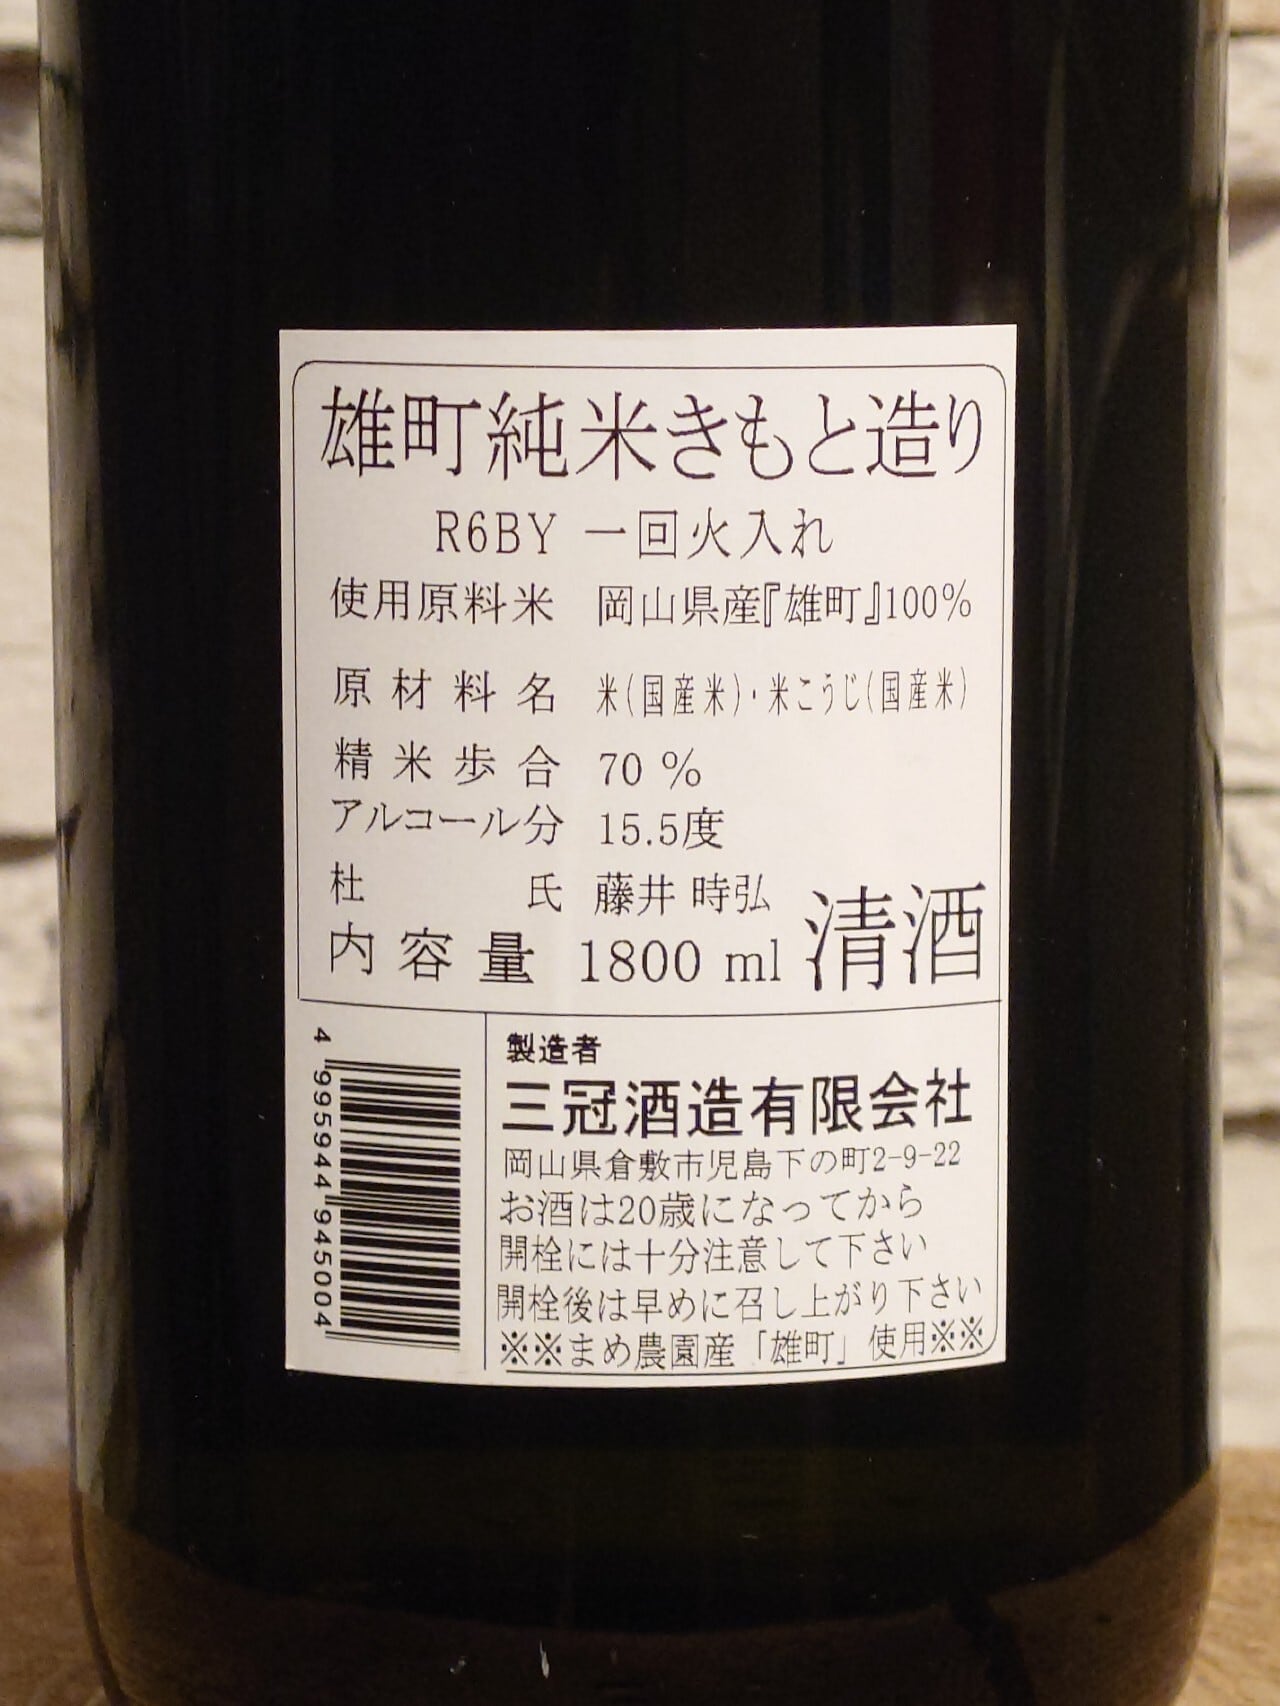 雄町純米きもと造り
R6BY 一回火入れ
使用原料米 岡山県産『雄町』100%
原材料名 米(国産米)・米こうじ(国産米)
精米歩合 70 %
アルコール分 15.5度
杜氏 藤井 時弘
内容量 1800 ml 清酒
4 995944 945004
製造者
三冠酒造有限会社
岡山県倉敷市児島下の町2-9-22
お酒は20歳になってから
開栓には十分注意して下さい
開栓後は早めに召し上がり下さい
※※まめ農園産「雄町」使用※※